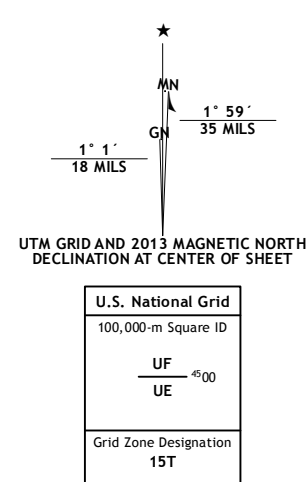 ★
MN
GN
1° 59´
35 MILS
1° 1´
18 MILS
UTM GRID AND 2013 MAGNETIC NORTH
DECLINATION AT CENTER OF SHEET
U.S. National Grid
100,000-m Square ID
UF
4500
UE
Grid Zone Designation
15T